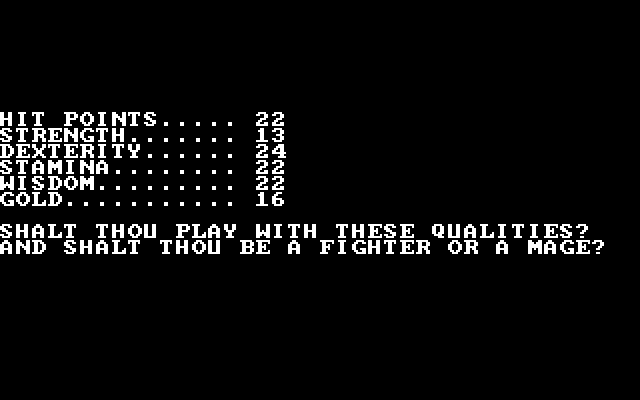 HIT POINTS..... 22
STRENGTH....... 13
DEXTERITY...... 24
STAMINA........ 22
WISDOM......... 22
GOLD........... 16
SHALT THOU PLAY WITH THESE QUALITIES?
AND SHALT THOU BE A FIGHTER OR A MAGE?